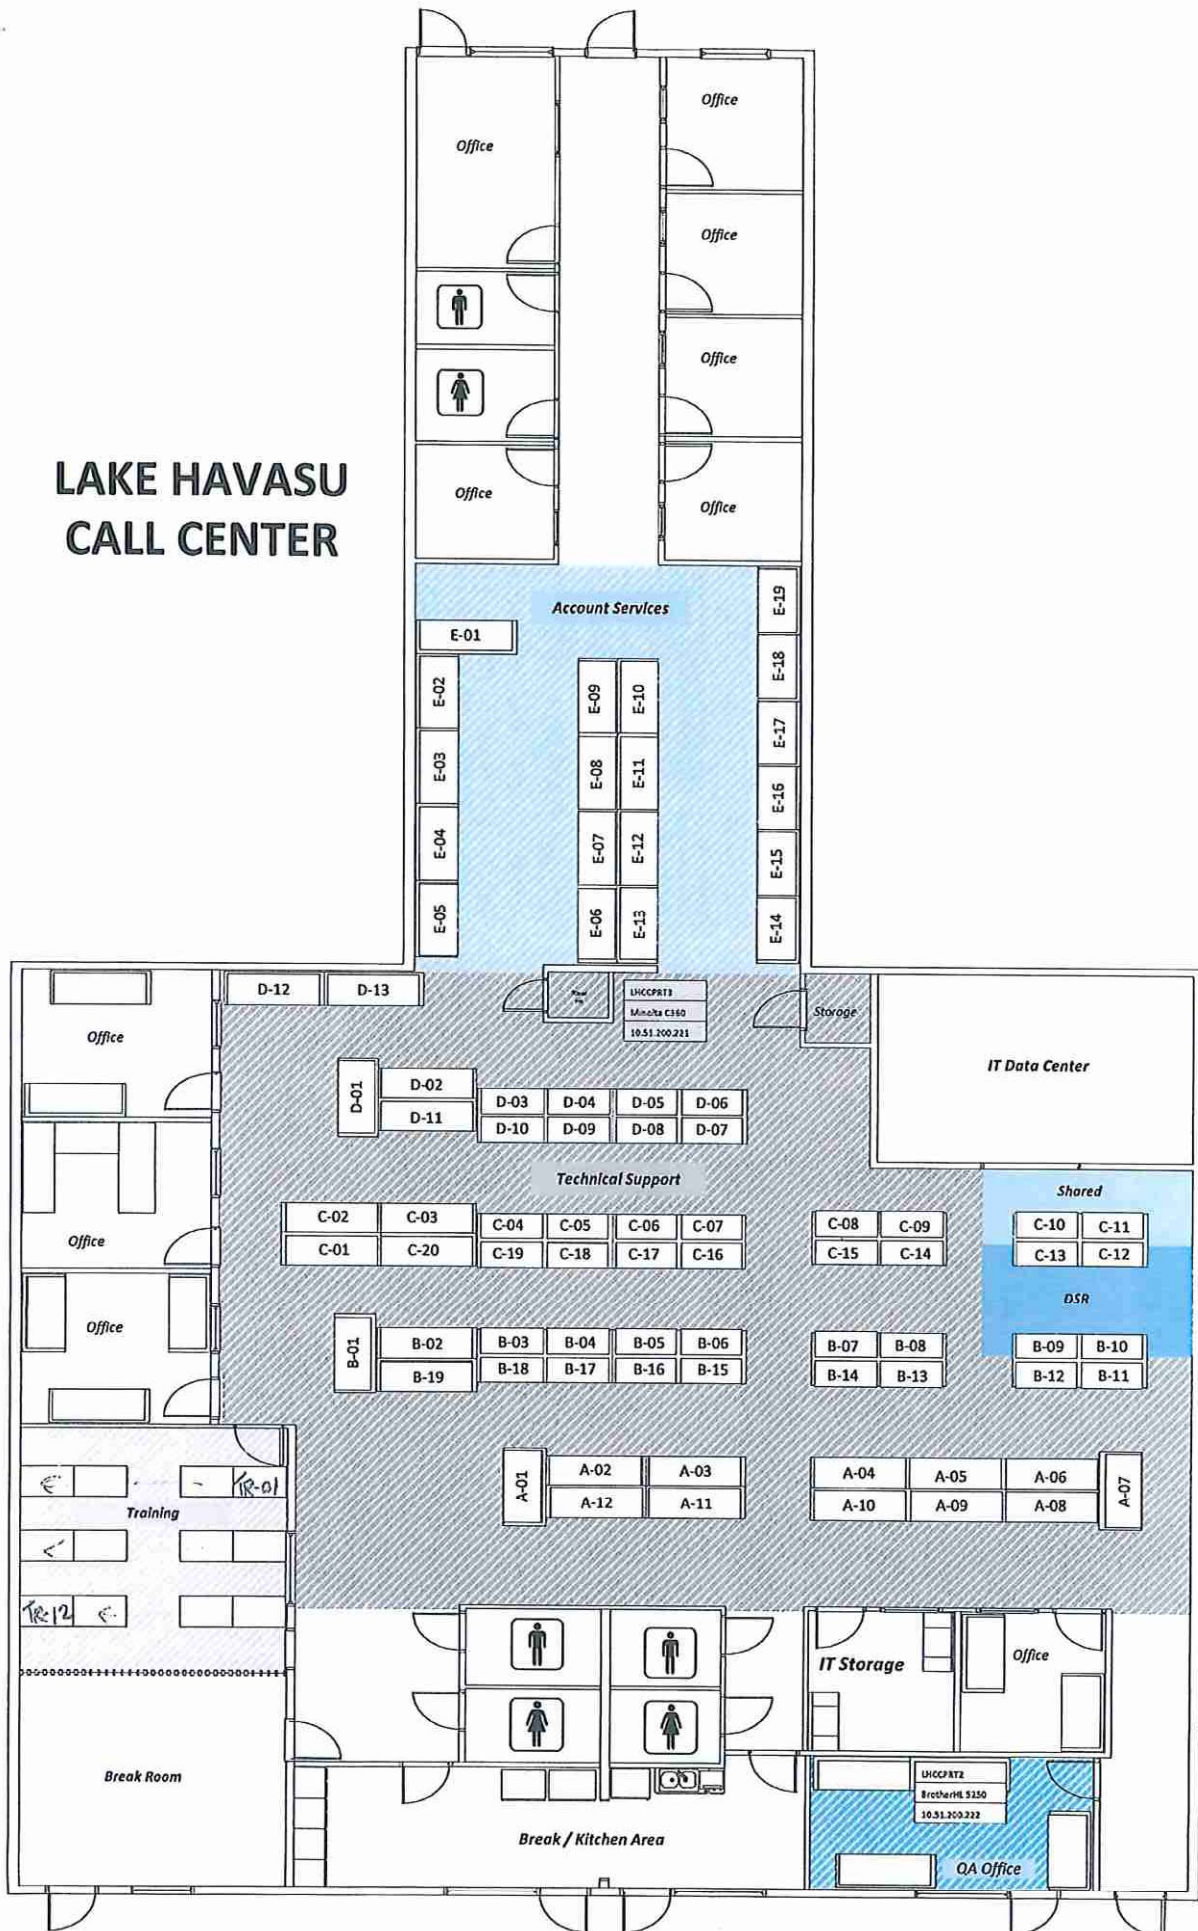 Office
Office
Office
Office
Office
Office
LAKE HAVASU
CALL CENTER
Account Services
E-19
E-01
E-18
E-02
E-09
E-10
E-17
E-03
E-08
E-11
E-16
E-04
E-07
E-12
E-15
E-05
E-06
E-13
E-14
D-12
D-13
LHCCPRT3
Minolta C360
10.51.200.221
Storage
Office
IT Data Center
D-01
D-02
D-11
D-03
D-04
D-05
D-06
D-10
D-09
D-08
D-07
Technical Support
Shared
C-02
C-03
C-04
C-05
C-06
C-07
C-08
C-09
C-10
C-11
C-01
C-20
C-19
C-18
C-17
C-16
C-15
C-14
C-13
C-12
Office
DSR
Office
B-01
B-02
B-03
B-04
B-05
B-06
B-07
B-08
B-09
B-10
B-19
B-18
B-17
B-16
B-15
B-14
B-13
B-12
B-11
A-01
A-02
A-03
A-04
A-05
A-06
A-07
A-12
A-11
A-10
A-09
A-08
TR-01
Training
TR-12
IT Storage
Office
Break Room
Break / Kitchen Area
LHCCPRT2
BrotherHL 5250
10.51.200.222
QA Office